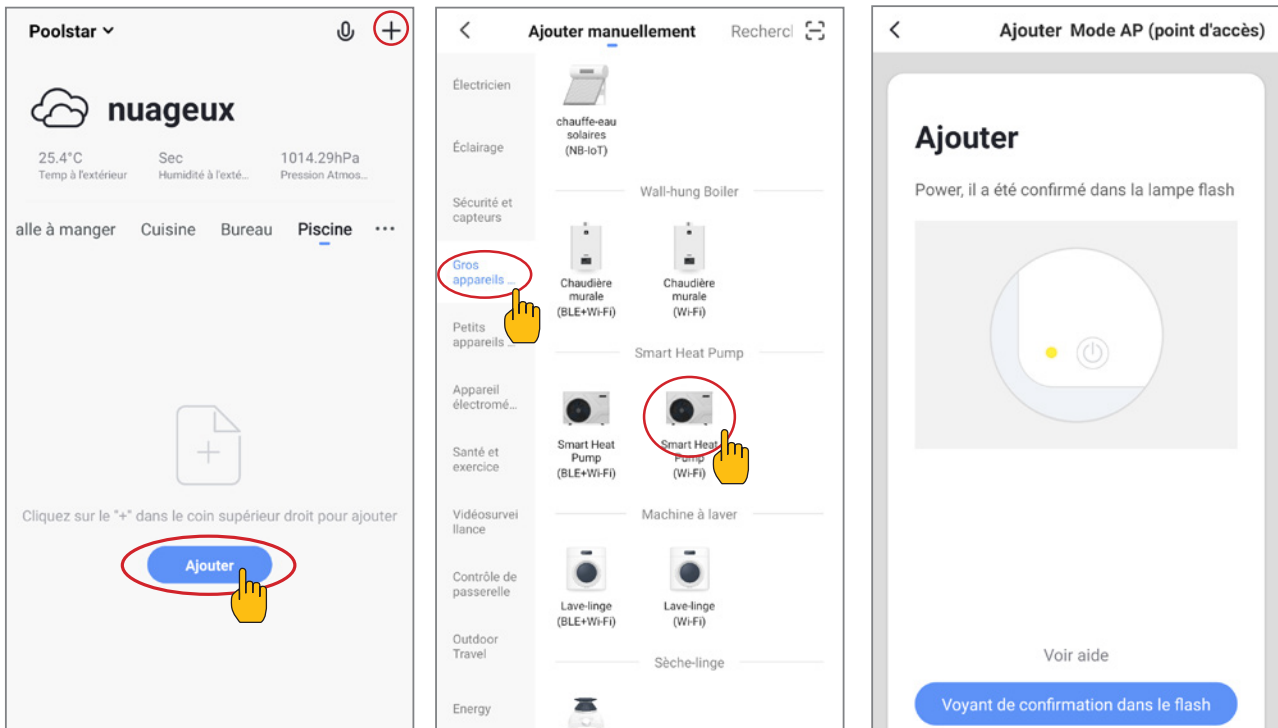 Poolstar
nuageux
25.4°C
Temp à l'extérieur
Sec
Humidité à l'exté...
1014.29hPa
Pression Atmos...
alle à manger Cuisine Bureau Piscine ...
Cliquez sur le "+" dans le coin supérieur droit pour ajouter
Ajouter
Ajouter manuellement Rechercl
Électricien
Éclairage
Sécurité et
capteurs
Gros
appareils ...
Petits
appareils ...
Appareil
électromé...
Santé et
exercice
Vidéosurvei
llance
Contrôle de
passerelle
Outdoor
Travel
Energy
chauffe-eau
solaires
(NB-IoT)
Wall-hung Boiler
Chaudière
murale
(BLE+Wi-Fi)
Chaudière
murale
(Wi-Fi)
Smart Heat Pump
Smart Heat
Pump
(BLE+Wi-Fi)
Smart Heat
Pump
(Wi-Fi)
Machine à laver
Lave-linge
(BLE+Wi-Fi)
Lave-linge
(Wi-Fi)
Sèche-linge
Ajouter Mode AP (point d'accès)
Ajouter
Power, il a été confirmé dans la lampe flash
Voir aide
Voyant de confirmation dans le flash